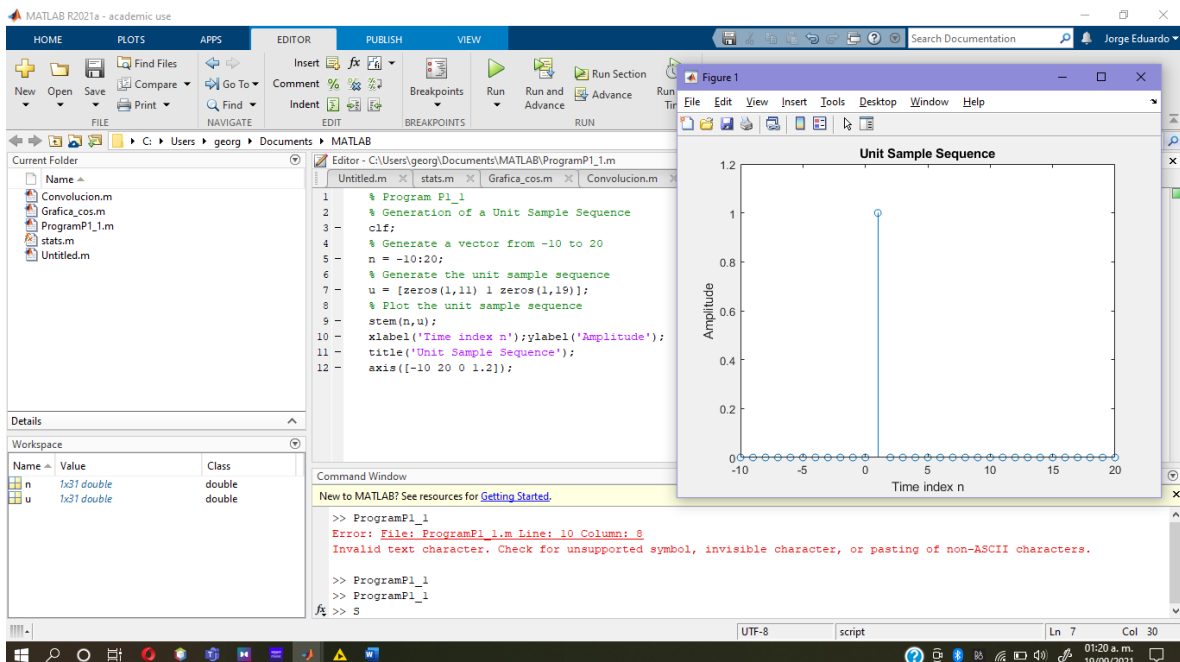 MATLAB R2021a - academic use
HOME PLOTS APPS EDITOR PUBLISH VIEW
Search Documentation
Jorge Eduardo
New Open Save
Find Files
Compare
Print
FILE
Go To
Find
NAVIGATE
Insert fx
Comment %
Indent
EDIT
Breakpoints
BREAKPOINTS
Run
Run and
Advance
Run Section
Advance
RUN
Run
C: Users georg Documents MATLAB
Current Folder
Name
Convolucion.m
Grafica_cos.m
ProgramP1_1.m
stats.m
Untitled.m
Details
Workspace
Name Value Class
n 1x31 double double
u 1x31 double double
Editor - C:\Users\georg\Documents\MATLAB\ProgramP1_1.m
Untitled.m stats.m Grafica_cos.m Convolucion.m
1 % Program P1_1
2 % Generation of a Unit Sample Sequence
3 - clf;
4 % Generate a vector from -10 to 20
5 - n = -10:20;
6 % Generate the unit sample sequence
7 - u = [zeros(1,11) 1 zeros(1,19)];
8 % Plot the unit sample sequence
9 - stem(n,u);
10 - xlabel('Time index n');ylabel('Amplitude');
11 - title('Unit Sample Sequence');
12 - axis([-10 20 0 1.2]);
Figure 1
File Edit View Insert Tools Desktop Window Help
Unit Sample Sequence
1.2
1
0.8
0.6
0.4
0.2
0
Amplitude
-10 -5 0 5 10 15 20
Time index n
Command Window
New to MATLAB? See resources for Getting Started.
>> ProgramP1_1
Error: File: ProgramP1_1.m Line: 10 Column: 8
Invalid text character. Check for unsupported symbol, invisible character, or pasting of non-ASCII characters.
>> ProgramP1_1
>> ProgramP1_1
fx >> S
UTF-8 script Ln 7 Col 30
01:20 a. m.
10/09/2021